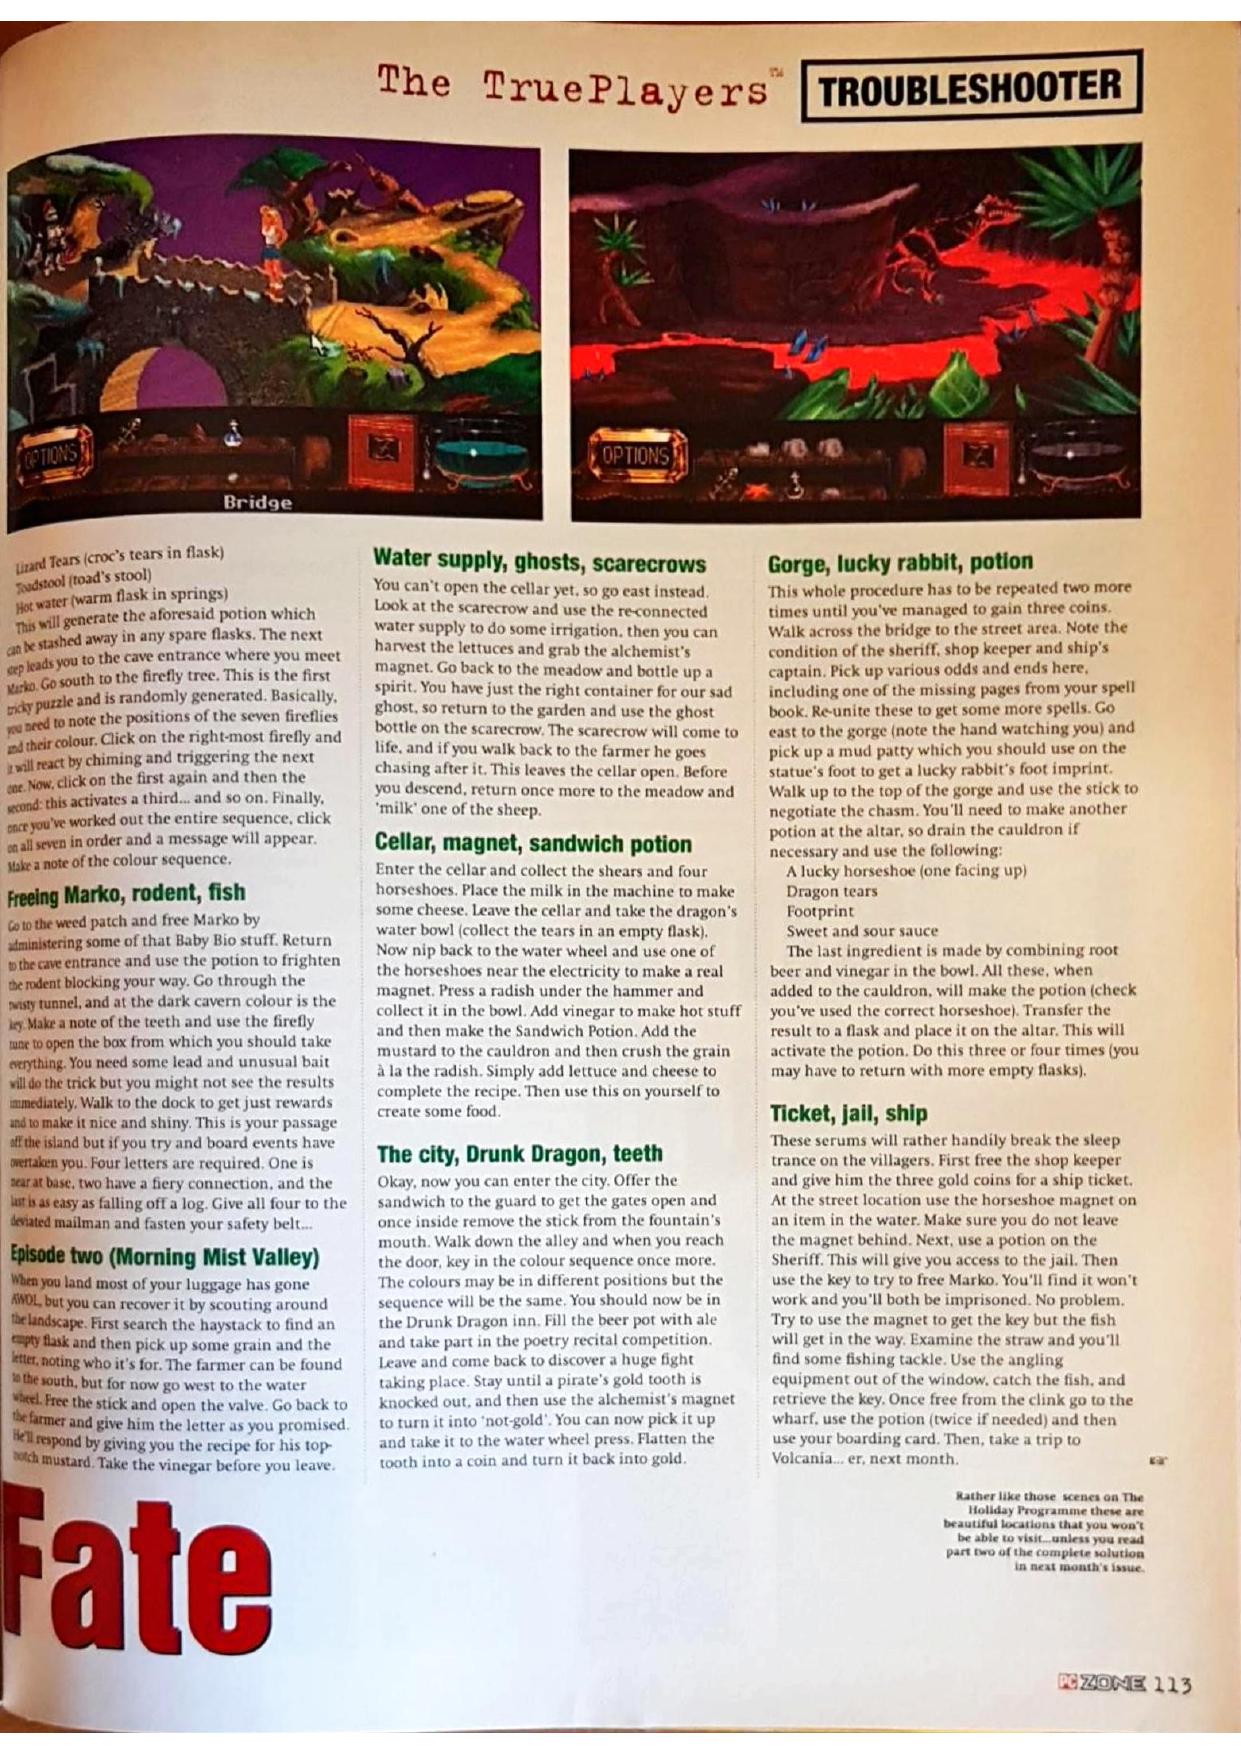 The TruePlayers™
TROUBLESHOOTER
OPTIONS
Bridge
OPTIONS
Lizard Tears (croc's tears in flask)
Toadstool (toad's stool)
Hot water (warm flask in springs)
This will generate the aforesaid potion which
can be stashed away in any spare flasks. The next
step leads you to the cave entrance where you meet
Marko. Go south to the firefly tree. This is the first
tricky puzzle and is randomly generated. Basically,
you need to note the positions of the seven fireflies
and their colour. Click on the right-most firefly and
it will react by chiming and triggering the next
one. Now, click on the first again and then the
second: this activates a third... and so on. Finally,
once you've worked out the entire sequence, click
on all seven in order and a message will appear.
Make a note of the colour sequence.
Freeing Marko, rodent, fish
Go to the weed patch and free Marko by
administering some of that Baby Bio stuff. Return
to the cave entrance and use the potion to frighten
the rodent blocking your way. Go through the
twisty tunnel, and at the dark cavern colour is the
key. Make a note of the teeth and use the firefly
tune to open the box from which you should take
everything. You need some lead and unusual bait
will do the trick but you might not see the results
immediately. Walk to the dock to get just rewards
and to make it nice and shiny. This is your passage
off the island but if you try and board events have
overtaken you. Four letters are required. One is
near at base, two have a fiery connection, and the
last is as easy as falling off a log. Give all four to the
deviated mailman and fasten your safety belt...
Episode two (Morning Mist Valley)
When you land most of your luggage has gone
AWOL, but you can recover it by scouting around
the landscape. First search the haystack to find an
empty flask and then pick up some grain and the
letter, noting who it's for. The farmer can be found
to the south, but for now go west to the water
wheel. Free the stick and open the valve. Go back to
the farmer and give him the letter as you promised.
He'll respond by giving you the recipe for his top-
notch mustard. Take the vinegar before you leave.
Water supply, ghosts, scarecrows
You can't open the cellar yet, so go east instead.
Look at the scarecrow and use the re-connected
water supply to do some irrigation, then you can
harvest the lettuces and grab the alchemist's
magnet. Go back to the meadow and bottle up a
spirit. You have just the right container for our sad
ghost, so return to the garden and use the ghost
bottle on the scarecrow. The scarecrow will come to
life, and if you walk back to the farmer he goes
chasing after it. This leaves the cellar open. Before
you descend, return once more to the meadow and
'milk' one of the sheep.
Cellar, magnet, sandwich potion
Enter the cellar and collect the shears and four
horseshoes. Place the milk in the machine to make
some cheese. Leave the cellar and take the dragon's
water bowl (collect the tears in an empty flask).
Now nip back to the water wheel and use one of
the horseshoes near the electricity to make a real
magnet. Press a radish under the hammer and
collect it in the bowl. Add vinegar to make hot stuff
and then make the Sandwich Potion. Add the
mustard to the cauldron and then crush the grain
à la the radish. Simply add lettuce and cheese to
complete the recipe. Then use this on yourself to
create some food.
The city, Drunk Dragon, teeth
Okay, now you can enter the city. Offer the
sandwich to the guard to get the gates open and
once inside remove the stick from the fountain's
mouth. Walk down the alley and when you reach
the door, key in the colour sequence once more.
The colours may be in different positions but the
sequence will be the same. You should now be in
the Drunk Dragon inn. Fill the beer pot with ale
and take part in the poetry recital competition.
Leave and come back to discover a huge fight
taking place. Stay until a pirate's gold tooth is
knocked out, and then use the alchemist's magnet
to turn it into 'not-gold'. You can now pick it up
and take it to the water wheel press. Flatten the
tooth into a coin and turn it back into gold.
Gorge, lucky rabbit, potion
This whole procedure has to be repeated two more
times until you've managed to gain three coins.
Walk across the bridge to the street area. Note the
condition of the sheriff, shop keeper and ship's
captain. Pick up various odds and ends here,
including one of the missing pages from your spell
book. Re-unite these to get some more spells. Go
east to the gorge (note the hand watching you) and
pick up a mud patty which you should use on the
statue's foot to get a lucky rabbit's foot imprint.
Walk up to the top of the gorge and use the stick to
negotiate the chasm. You'll need to make another
potion at the altar, so drain the cauldron if
necessary and use the following:
A lucky horseshoe (one facing up)
Dragon tears
Footprint
Sweet and sour sauce
The last ingredient is made by combining root
beer and vinegar in the bowl. All these, when
added to the cauldron, will make the potion (check
you've used the correct horseshoe). Transfer the
result to a flask and place it on the altar. This will
activate the potion. Do this three or four times (you
may have to return with more empty flasks).
Ticket, jail, ship
These serums will rather handily break the sleep
trance on the villagers. First free the shop keeper
and give him the three gold coins for a ship ticket.
At the street location use the horseshoe magnet on
an item in the water. Make sure you do not leave
the magnet behind. Next, use a potion on the
Sheriff. This will give you access to the jail. Then
use the key to try to free Marko. You'll find it won't
work and you'll both be imprisoned. No problem.
Try to use the magnet to get the key but the fish
will get in the way. Examine the straw and you'll
find some fishing tackle. Use the angling
equipment out of the window, catch the fish, and
retrieve the key. Once free from the clink go to the
wharf, use the potion (twice if needed) and then
use your boarding card. Then, take a trip to
Volcania... er, next month.
Rather like those scenes on The
Holiday Programme these are
beautiful locations that you won't
be able to visit...unless you read
part two of the complete solution
in next month's issue.
Fate
PC ZONE 113